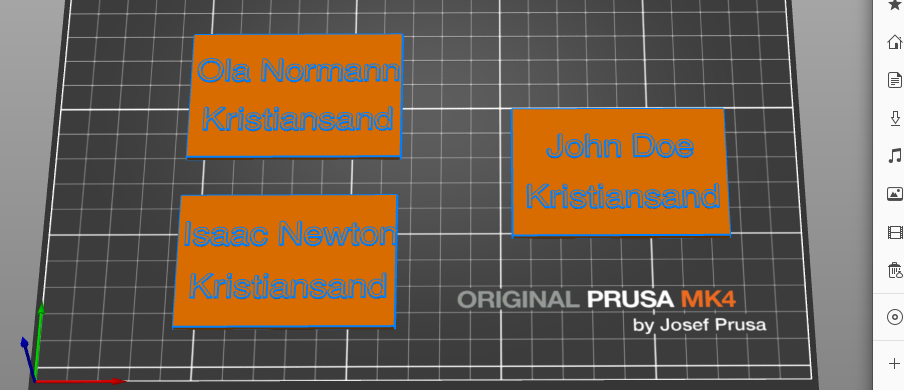 Ola Normann
Kristiansand
John Doe
Kristiansand
Isaac Newton
Kristiansand
ORIGINAL PRUSA MK4
by Josef Prusa